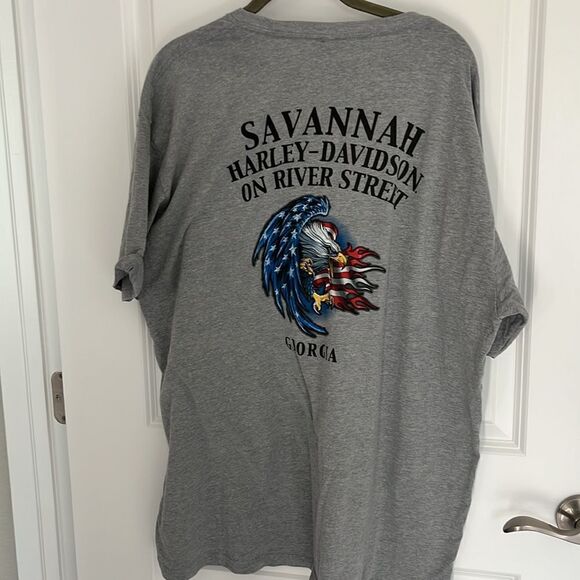 SAVANNAH
HARLEY-DAVIDSON
ON RIVER STREET
GEORGIA